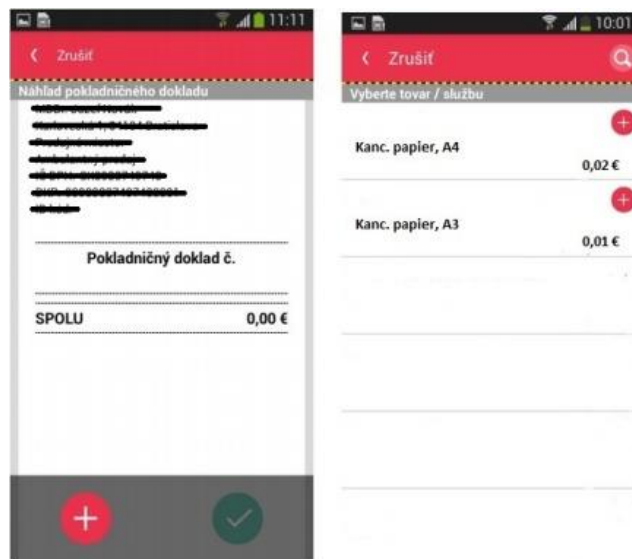 11:11
Zrušiť
Náhľad pokladničného dokladu
Pokladničný doklad č.
SPOLU 0,00 €
10:01
Zrušiť
Vyberte tovar / službu
Kanc. papier, A4
0,02 €
Kanc. papier, A3
0,01 €